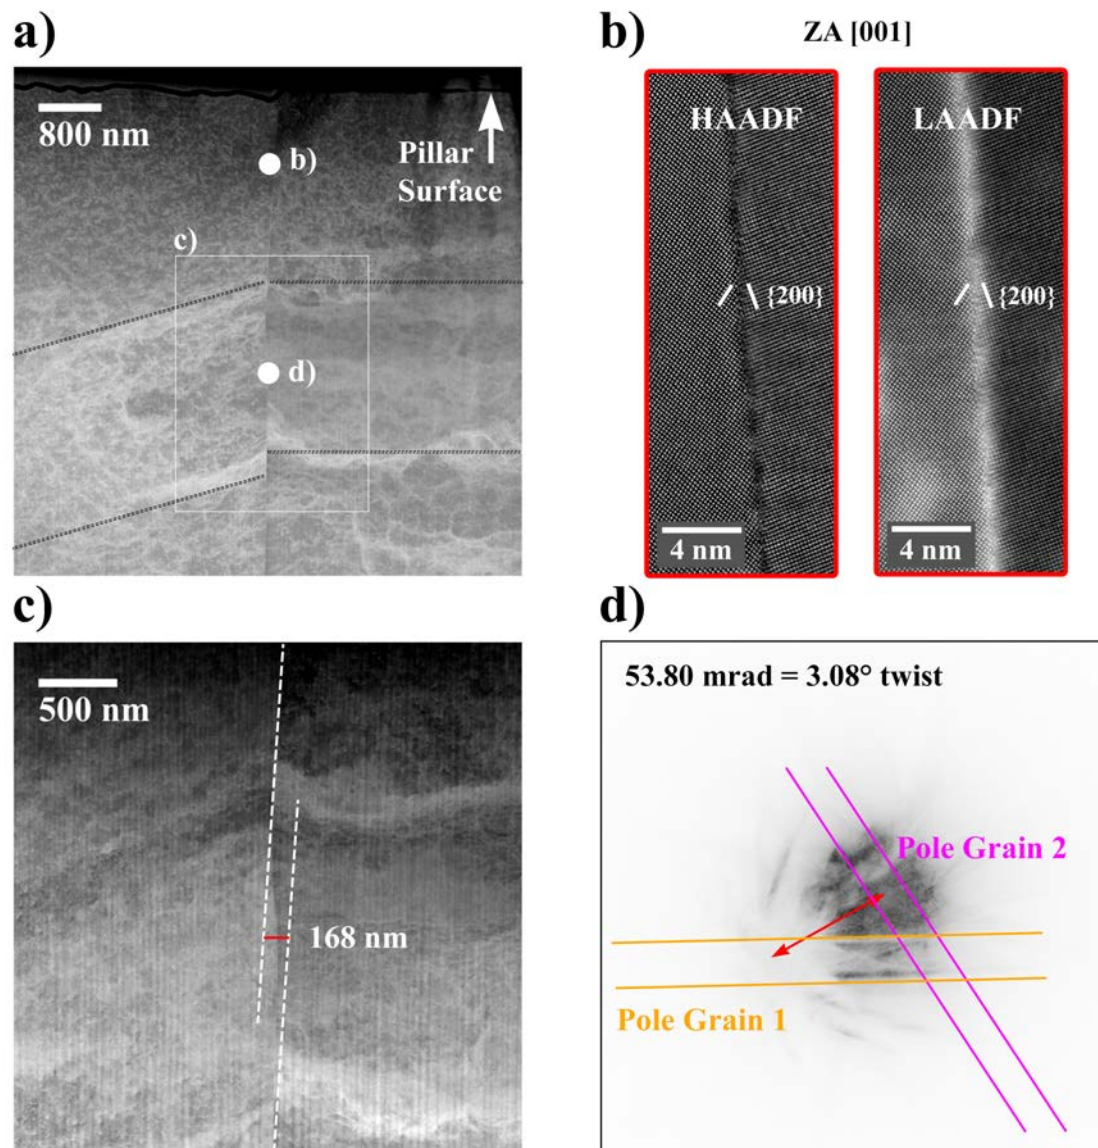 a)
800 nm
b)
Pillar
Surface
c)
d)
b)
ZA [001]
HAADF
LAADF
{200}
{200}
4 nm
4 nm
c)
500 nm
168 nm
d)
53.80 mrad = 3.08° twist
Pole Grain 2
Pole Grain 1